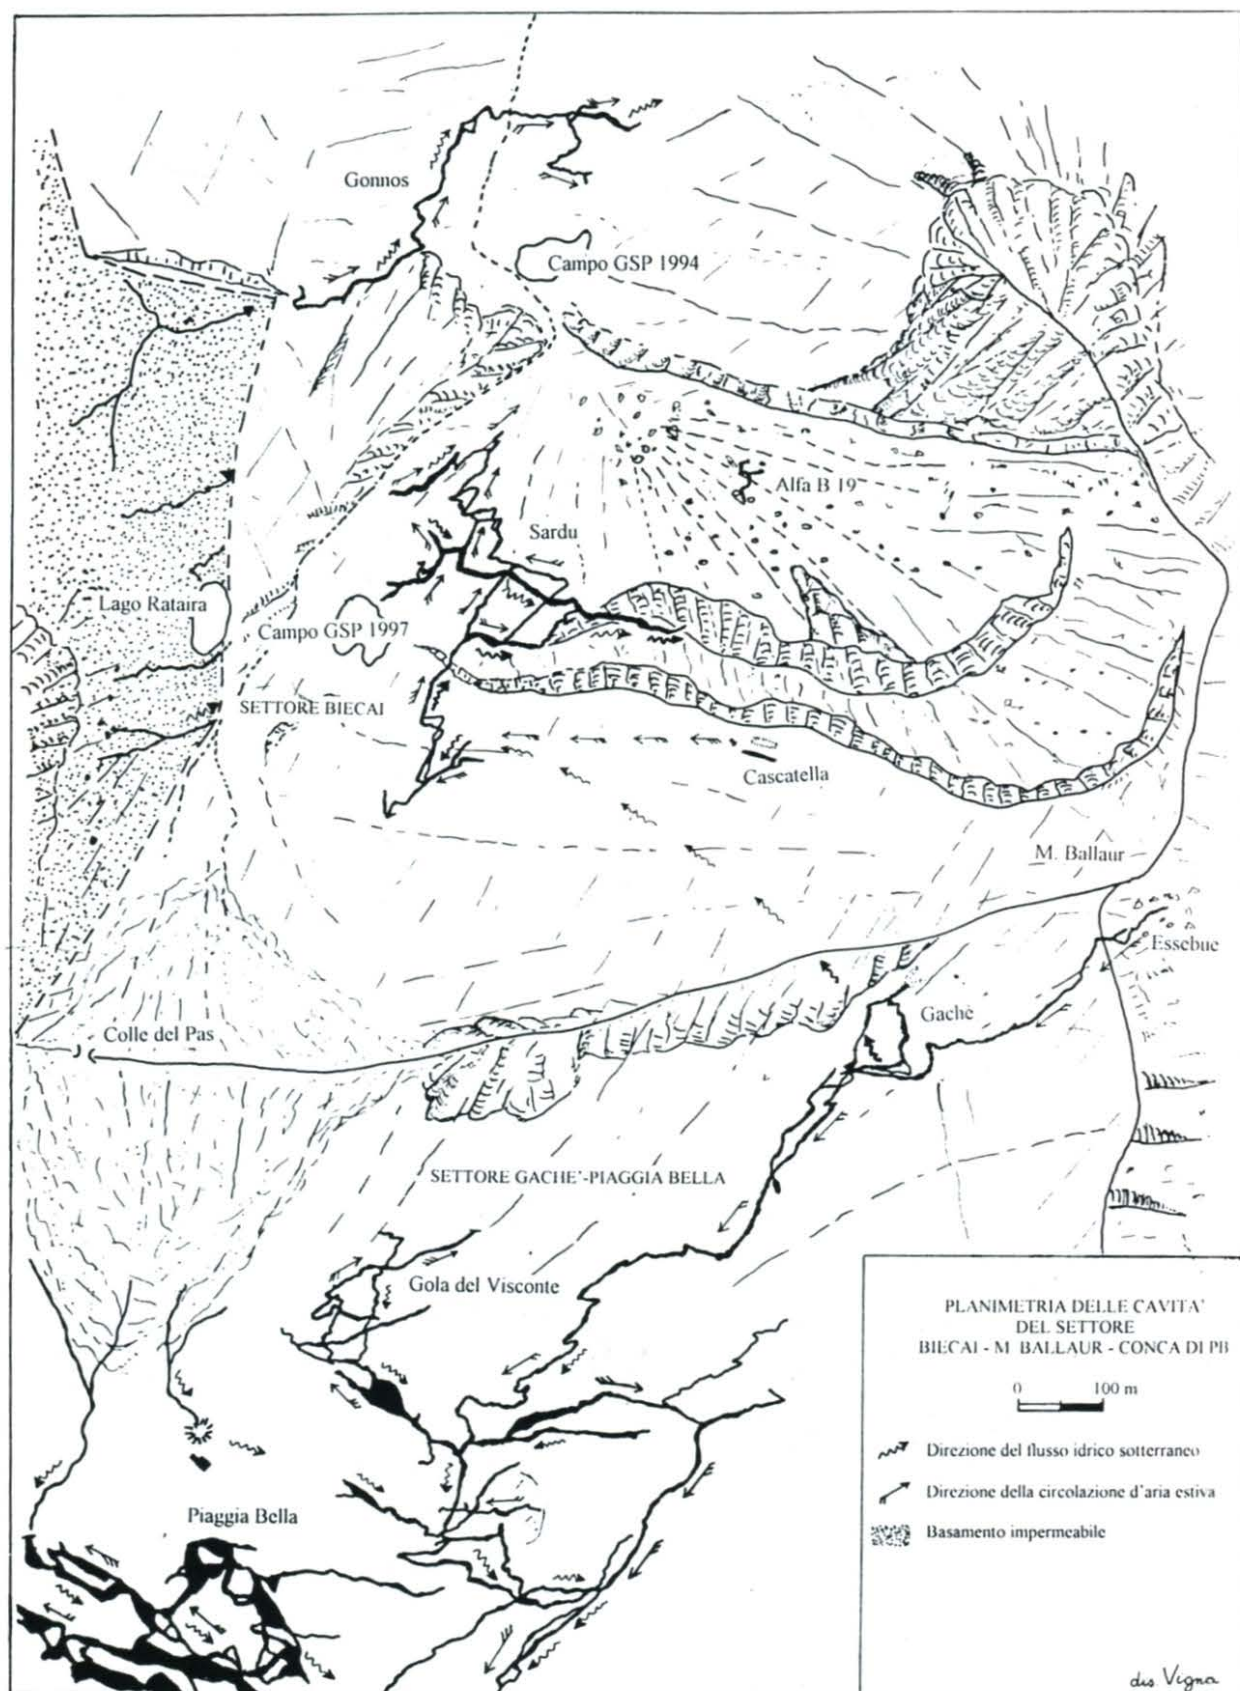 Gonnos
Campo GSP 1994
Alfa B 19
Sardu
Lago Rataira
Campo GSP 1997
SETTORE BIECAI
Cascatella
M. Ballaur
Essebue
Gachè
Colle del Pas
SETTORE GACHE'-PIAGGIA BELLA
Gola del Visconte
Piaggia Bella
PLANIMETRIA DELLE CAVITA'
DEL SETTORE
BIECAI - M BALLAUR - CONCA DI PB
0 100 m
Direzione del flusso idrico sotterraneo
Direzione della circolazione d'aria estiva
Basamento impermeabile
dis. Vigna